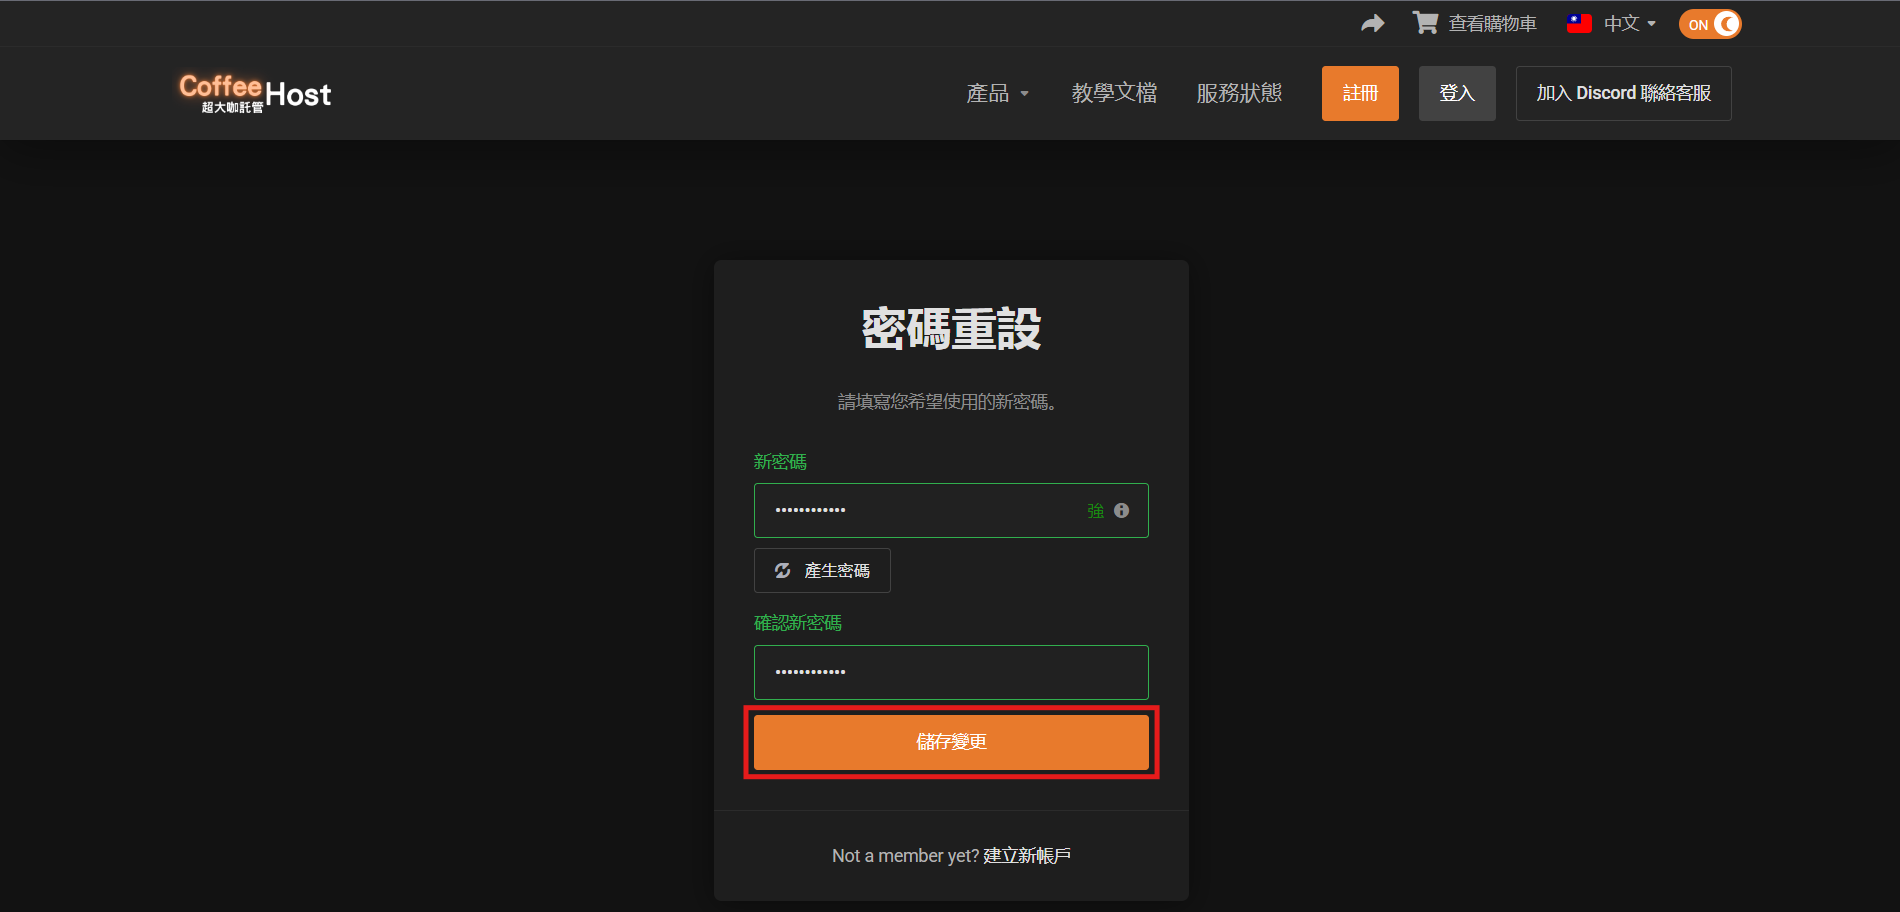 查看購物車
中文
ON
Coffee Host
超大咖託管
產品
教學文檔
服務狀態
註冊
登入
加入 Discord 聯絡客服
密碼重設
請填寫您希望使用的新密碼。
新密碼
••••••••••••
強
產生密碼
確認新密碼
••••••••••••
儲存變更
Not a member yet? 建立新帳戶